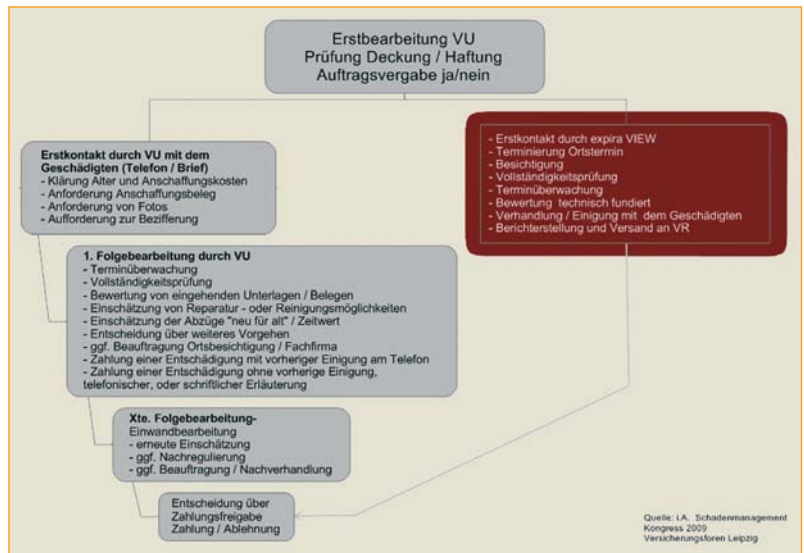 Erstbearbeitung VU
Prüfung Deckung / Haftung
Auftragsvergabe ja/nein
Erstkontakt durch VU mit dem
Geschädigten (Telefon / Brief)
- Klärung Alter und Anschaffungskosten
- Anforderung Anschaffungsbeleg
- Anforderung von Fotos
- Aufforderung zur Bezifferung
- Erstkontakt durch expira VIEW
- Terminierung Ortstermin
- Besichtigung
- Vollständigkeitsprüfung
- Terminüberwachung
- Bewertung technisch fundiert
- Verhandlung / Einigung mit dem Geschädigten
- Berichterstellung und Versand an VR
1. Folgebearbeitung durch VU
- Terminüberwachung
- Vollständigkeitsprüfung
- Bewertung von eingehenden Unterlagen / Belegen
- Einschätzung von Reparatur - oder Reinigungsmöglichkeiten
- Einschätzung der Abzüge "neu für alt" / Zeitwert
- Entscheidung über weiteres Vorgehen
- ggf. Beauftragung Ortsbesichtigung / Fachfirma
- Zahlung einer Entschädigung mit vorheriger Einigung am Telefon
- Zahlung einer Entschädigung ohne vorherige Einigung,
telefonischer, oder schriftlicher Erläuterung
Xte. Folgebearbeitung-
Einwandbearbeitung
- erneute Einschätzung
- ggf. Nachregulierung
- ggf. Beauftragung / Nachverhandlung
Entscheidung über
Zahlungsfreigabe
Zahlung / Ablehnung
Quelle: i.A. Schadenmanagement
Kongress 2009
Versicherungsforen Leipzig